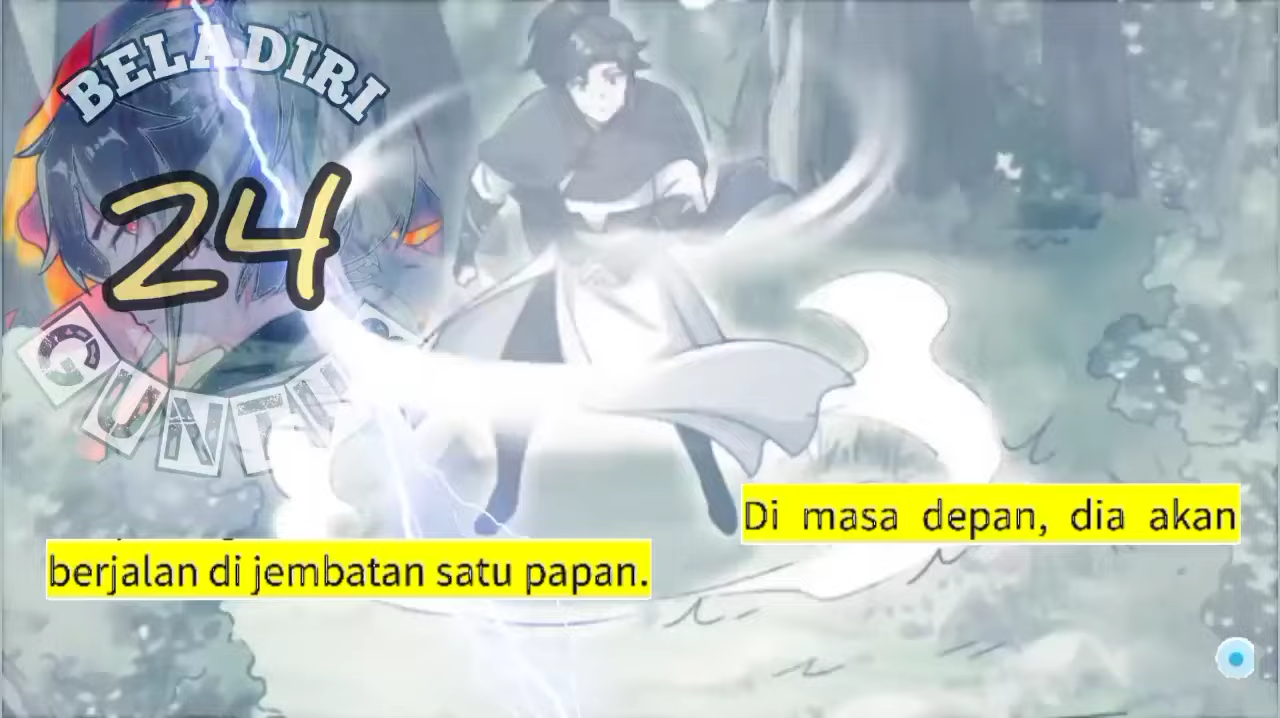 BELADIRI
24
Di masa depan, dia akan
berjalan di jembatan satu papan.